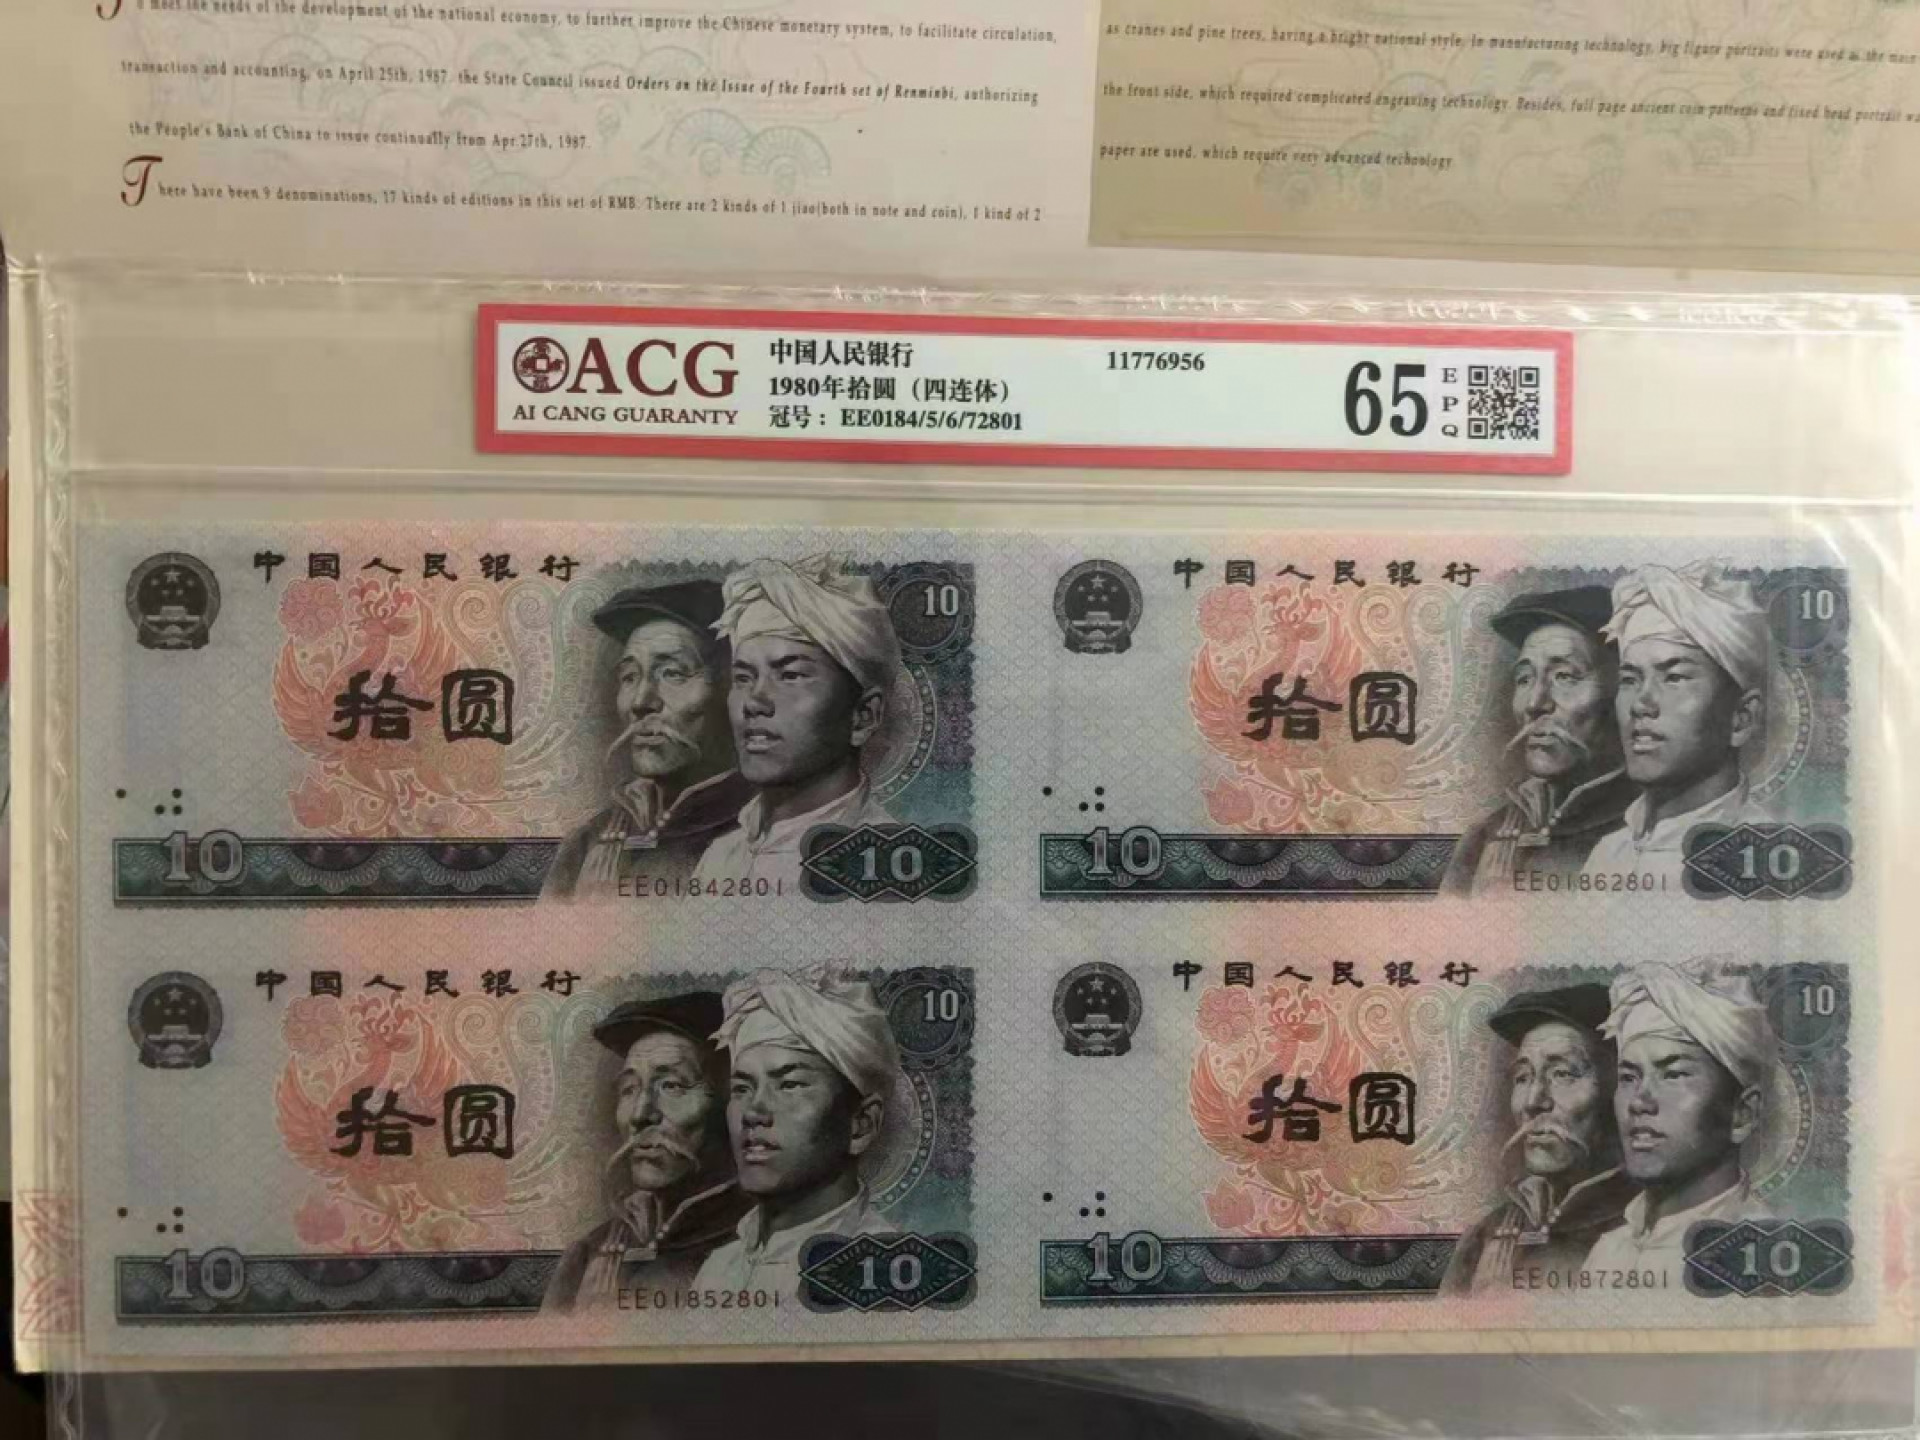 To meet the needs of the development of the national economy, to further improve the Chinese monetary system, to facilitate circulation,
transaction and accounting, on April 25th, 1987, the State Council issued Orders on the Issue of the Fourth set of Renminbi, authorizing
the People's Bank of China to issue continually from Apr.27th, 1987.
There have been 9 denominations, 17 kinds of editions in this set of RMB. There are 2 kinds of 1 jiao(both in note and coin), 1 kind of 2
as cranes and pine trees, having a bright national style. In manufacturing technology, big figure portraits were used as the main
the front side, which required complicated engraving technology. Besides, full page ancient coin patterns and fixed head portrait
paper are used, which require very advanced technology
ACG
AI CANG GUARANTY
中国人民银行
1980年拾圆（四连体）
冠号：EE0184/5/6/72801
11776956
65
EPQ
中国人民银行
10
拾圆
10
EE01842801
10
中国人民银行
10
拾圆
10
EE01862801
10
中国人民银行
10
拾圆
10
EE01852801
10
中国人民银行
10
拾圆
10
EE01872801
10